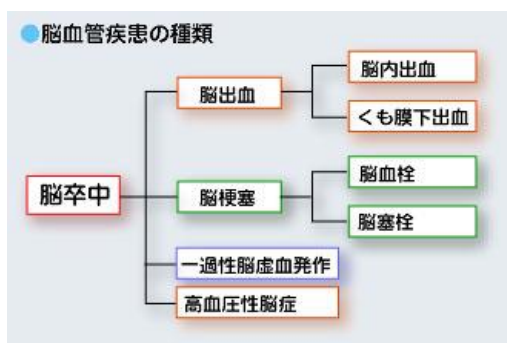 ●脳血管疾患の種類
脳内出血
脳出血
くも膜下出血
脳卒中
脳血栓
脳梗塞
脳塞栓
一過性脳虚血発作
高血圧性脳症